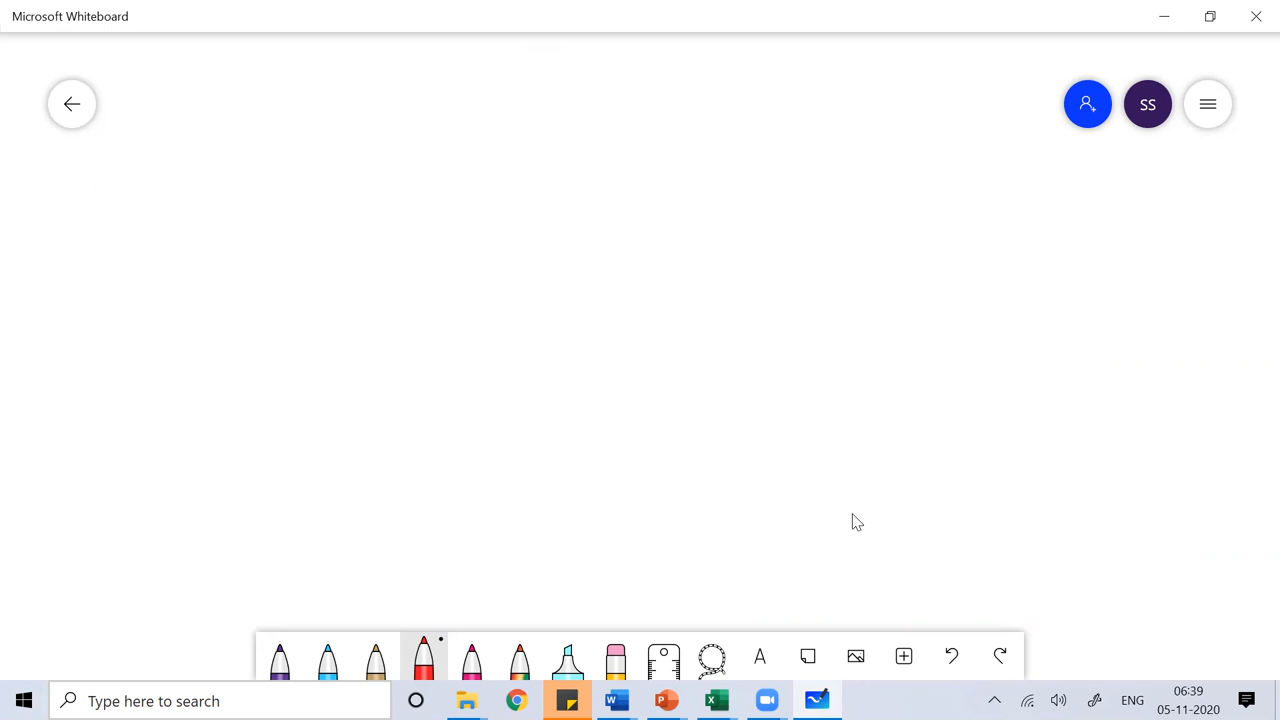 Microsoft Whiteboard
SS
A
Type here to search
ENG
06:39
05-11-2020